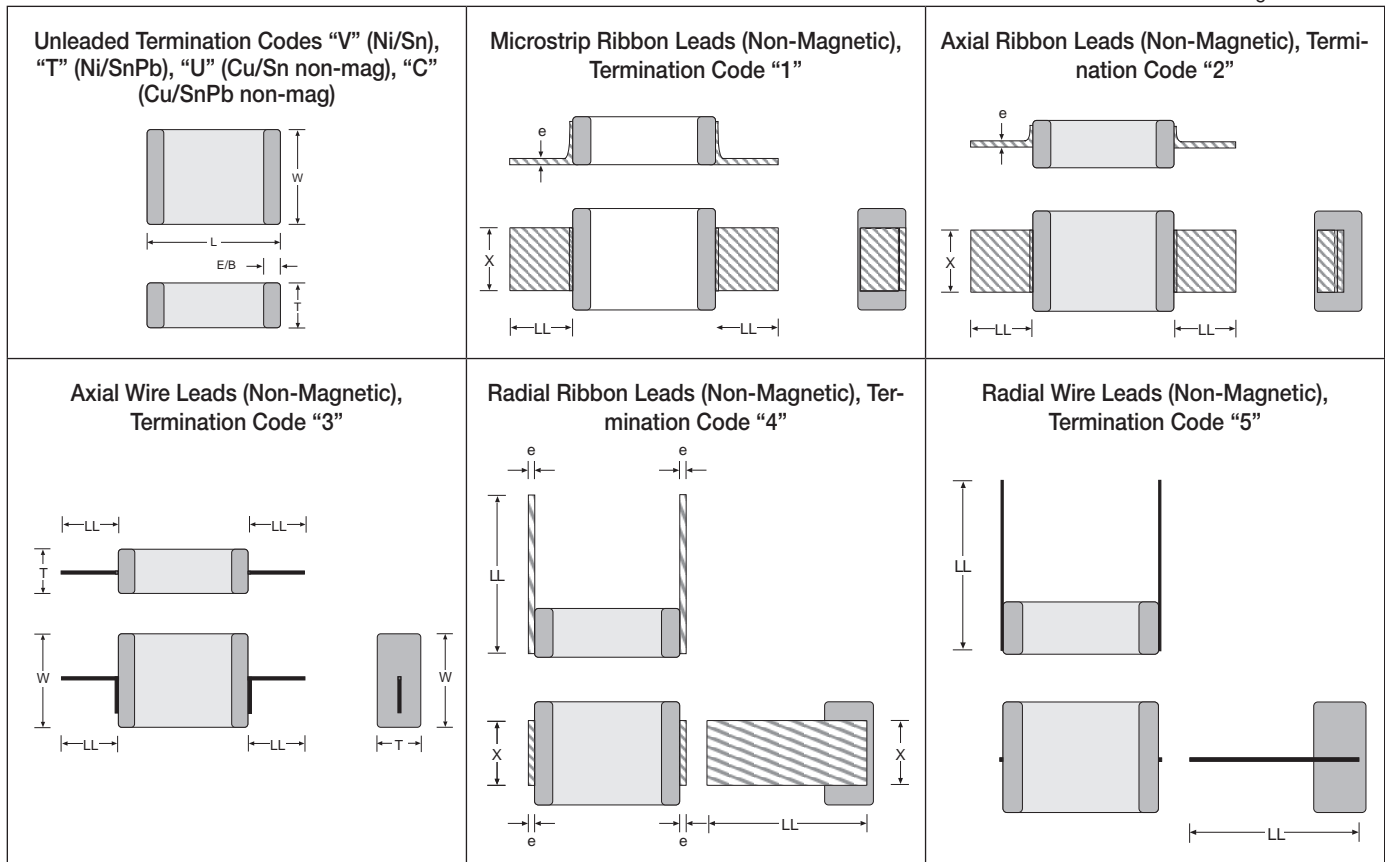 Unleaded Termination Codes “V” (Ni/Sn),
“T” (Ni/SnPb), “U” (Cu/Sn non-mag), “C”
(Cu/SnPb non-mag)
W
L
E/B
T
Microstrip Ribbon Leads (Non-Magnetic),
Termination Code “1”
e
X
LL
LL
Axial Ribbon Leads (Non-Magnetic), Termi-
nation Code “2”
e
X
LL
LL
Axial Wire Leads (Non-Magnetic),
Termination Code “3”
LL
LL
T
W
W
LL
LL
T
Radial Ribbon Leads (Non-Magnetic), Ter-
mination Code “4”
e
e
LL
X
X
LL
e
e
Radial Wire Leads (Non-Magnetic),
Termination Code “5”
LL
LL